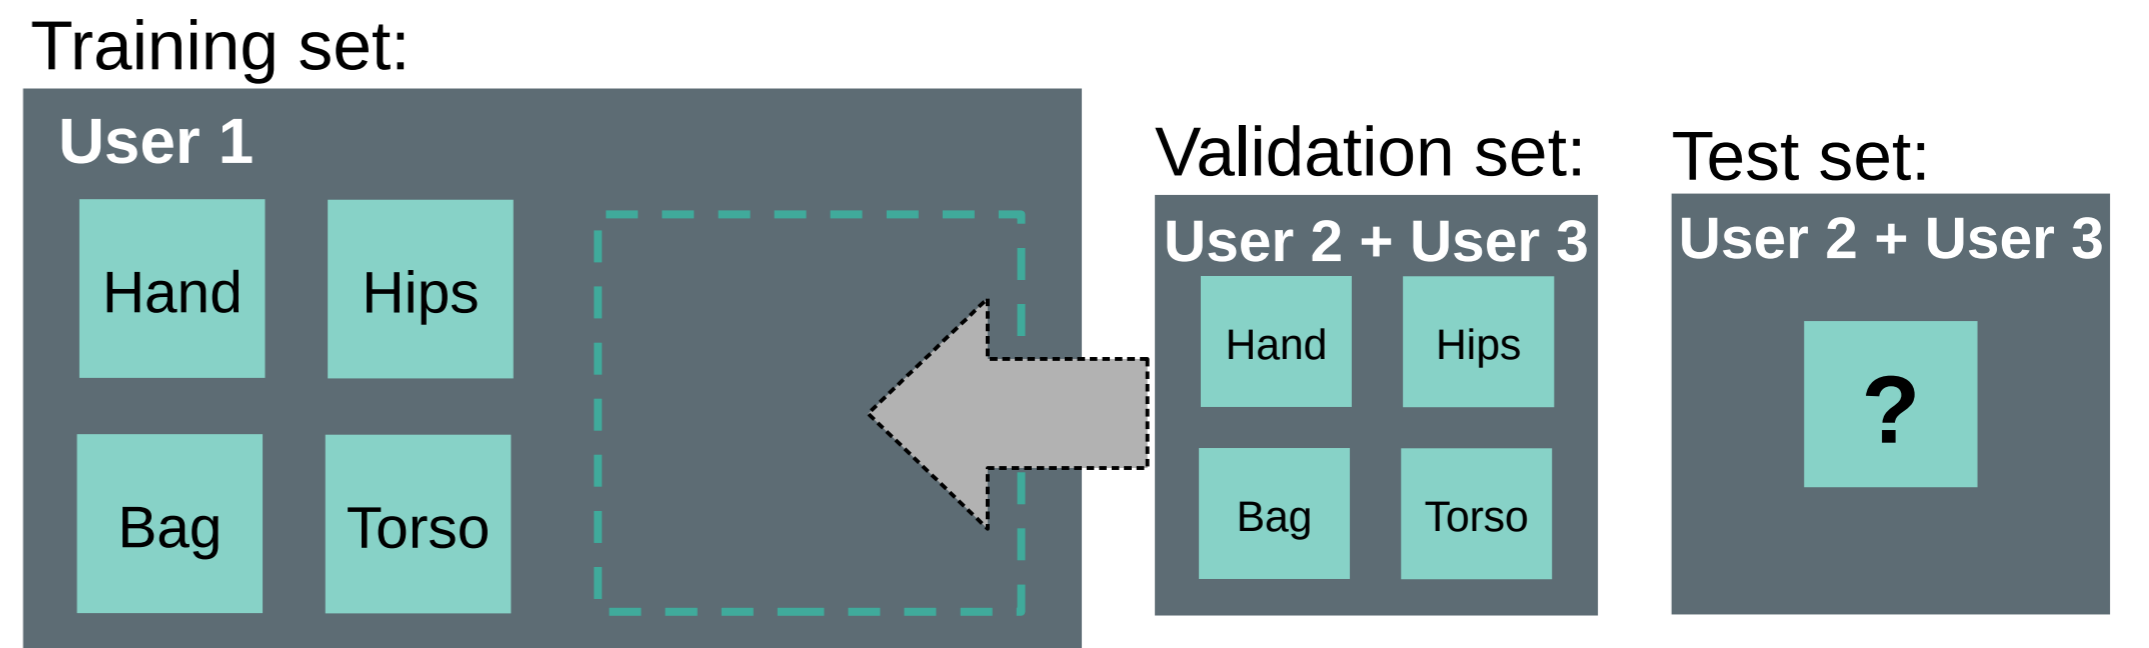 Training set:
User 1
Hand
Hips
Bag
Torso
Validation set:
User 2 + User 3
Hand
Hips
Bag
Torso
Test set:
User 2 + User 3
?